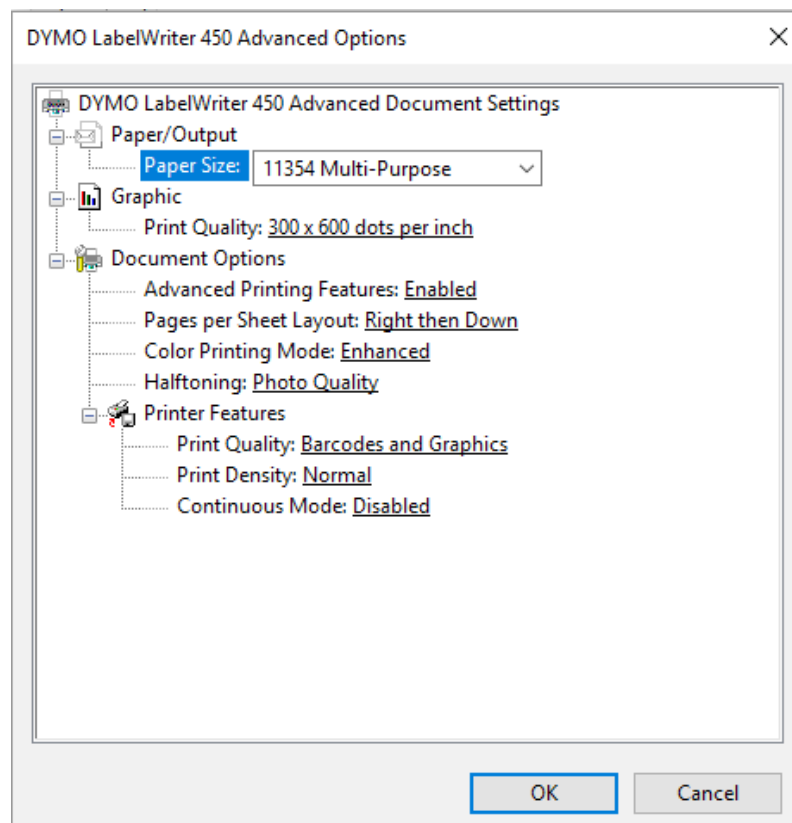 DYMO LabelWriter 450 Advanced Options
DYMO LabelWriter 450 Advanced Document Settings
Paper/Output
Paper Size: 11354 Multi-Purpose
Graphic
Print Quality: 300 x 600 dots per inch
Document Options
Advanced Printing Features: Enabled
Pages per Sheet Layout: Right then Down
Color Printing Mode: Enhanced
Halftoning: Photo Quality
Printer Features
Print Quality: Barcodes and Graphics
Print Density: Normal
Continuous Mode: Disabled
OK Cancel